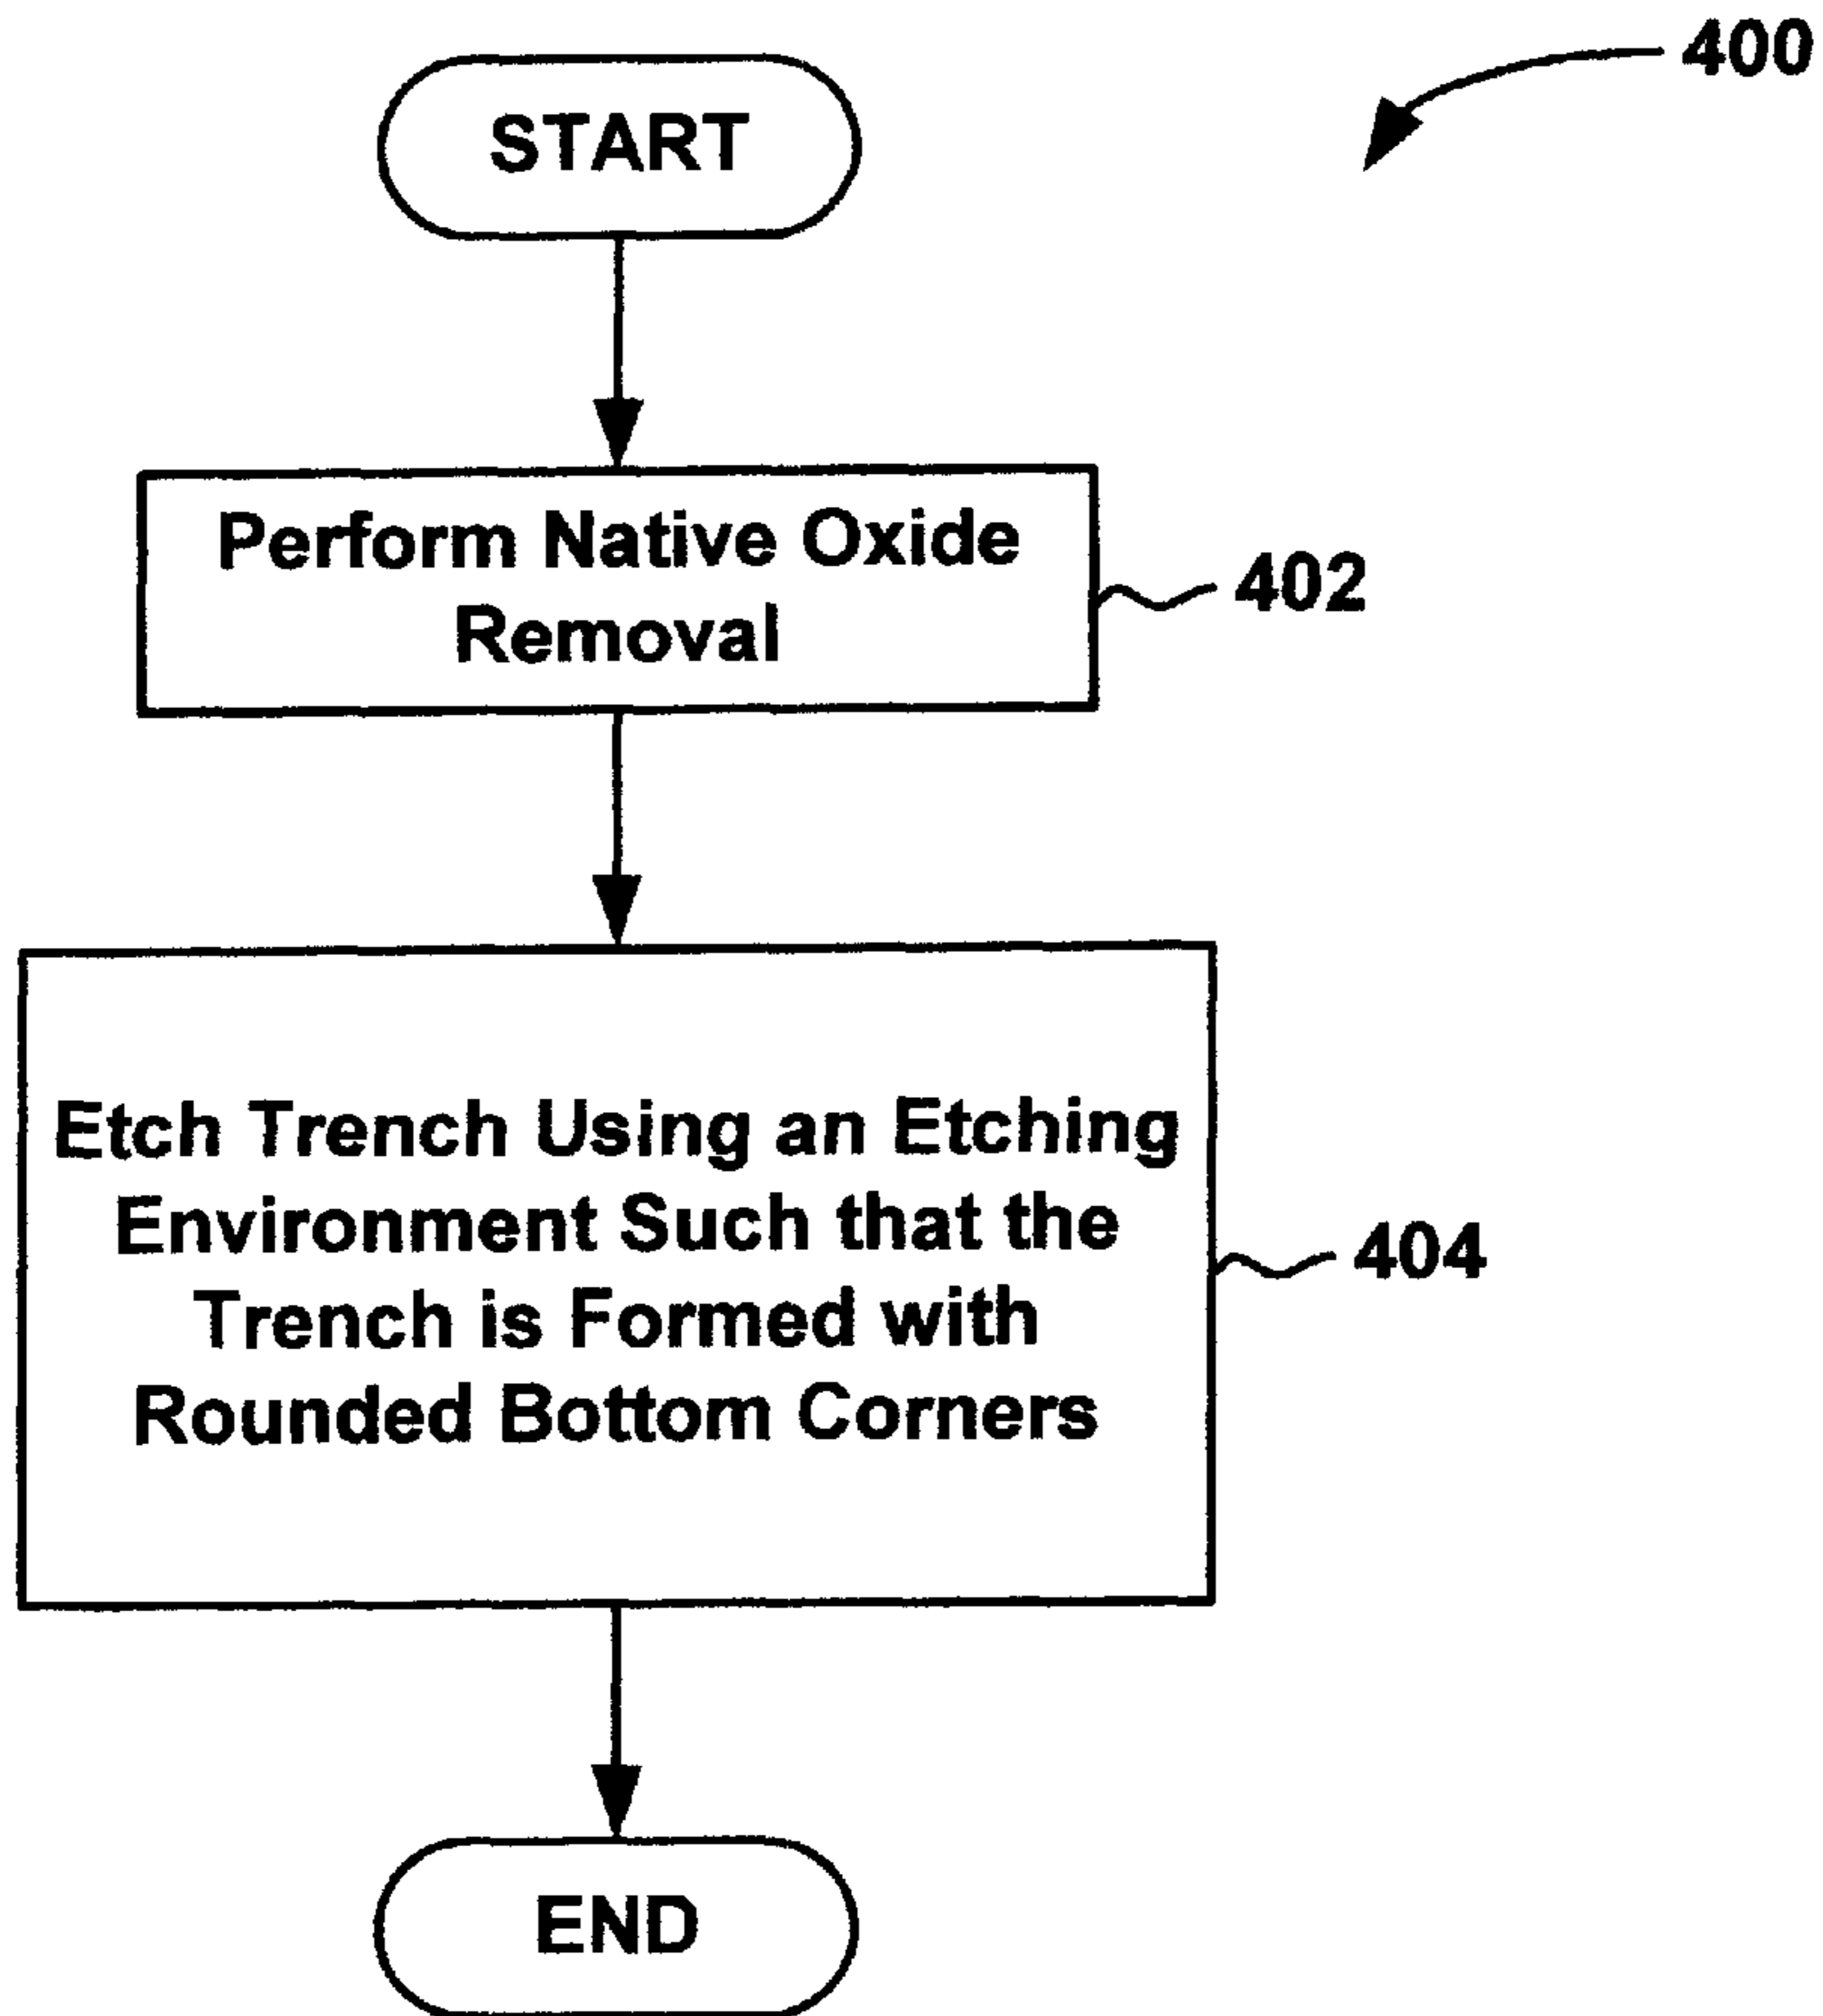 400
START
Perform Native Oxide
Removal
402
Etch Trench Using an Etching
Environment Such that the
Trench is Formed with
Rounded Bottom Corners
404
END